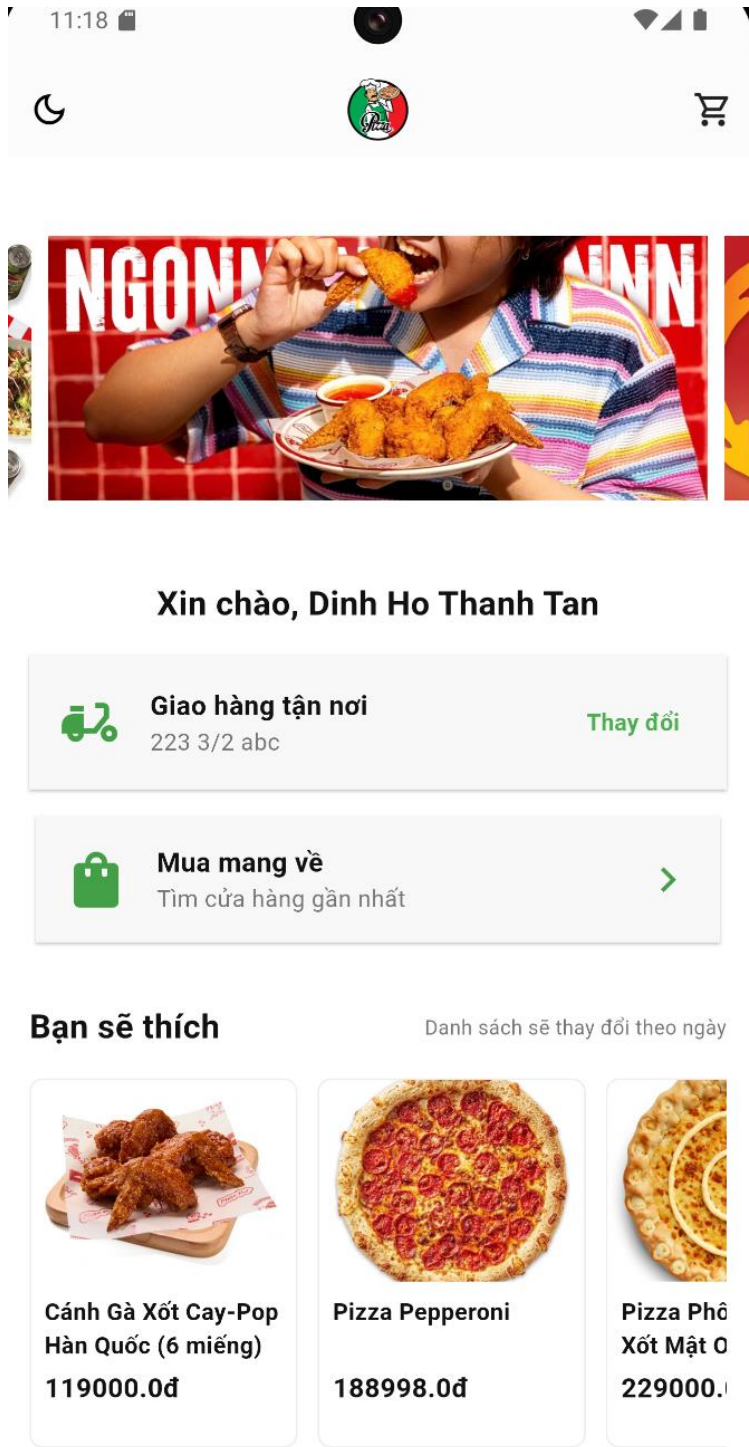 11:18
Pizza
NGONN NNN
Xin chào, Dinh Ho Thanh Tan
Giao hàng tận nơi
223 3/2 abc
Thay đổi
Mua mang về
Tìm cửa hàng gần nhất
Bạn sẽ thích
Danh sách sẽ thay đổi theo ngày
Cánh Gà Xốt Cay-Pop
Hàn Quốc (6 miếng)
119000.0đ
Pizza Pepperoni
188998.0đ
Pizza Phô
Xốt Mật O
229000.